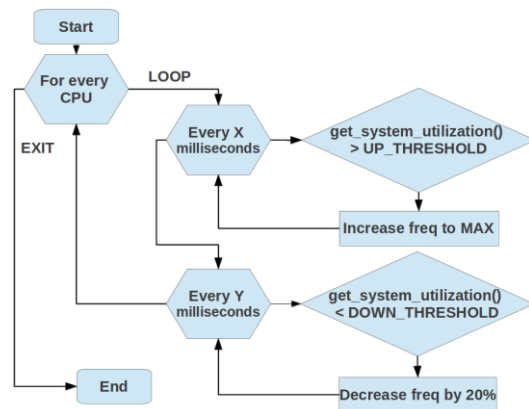 Start
For every
CPU
LOOP
EXIT
Every X
milliseconds
get_system_utilization()
> UP_THRESHOLD
Increase freq to MAX
Every Y
milliseconds
get_system_utilization()
< DOWN_THRESHOLD
Decrease freq by 20%
End